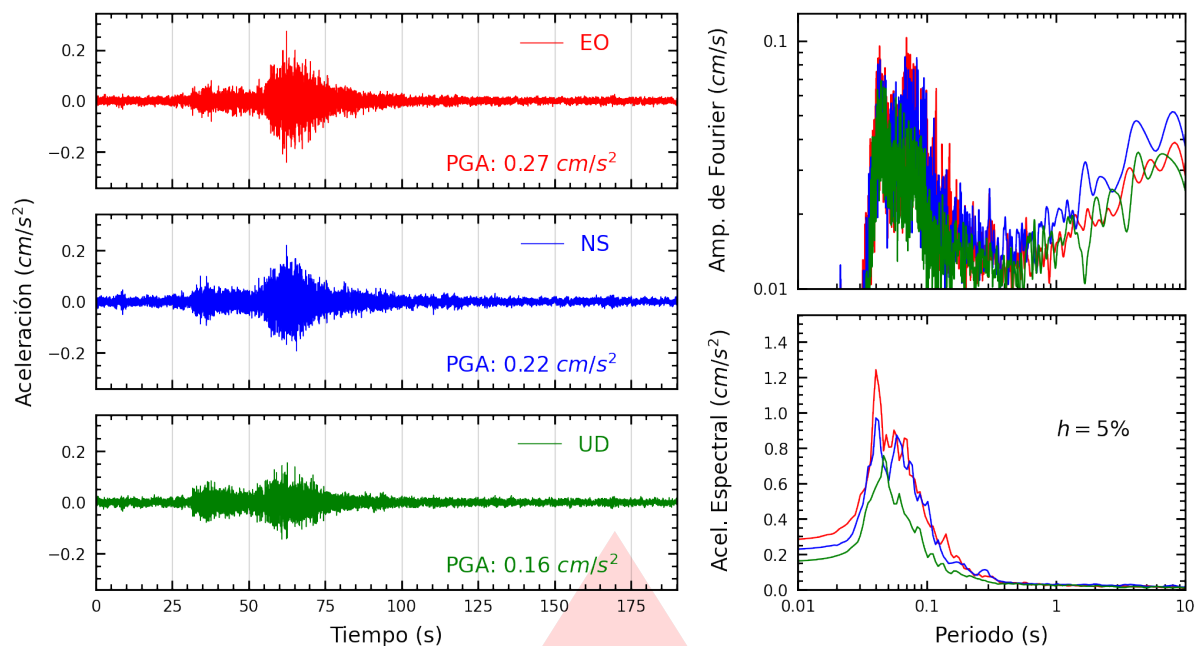 Aceleración (cm/s²)
0.2
0.0
−0.2
EO
PGA: 0.27 cm/s²
0.2
0.0
−0.2
NS
PGA: 0.22 cm/s²
0.2
0.0
−0.2
UD
PGA: 0.16 cm/s²
0 25 50 75 100 125 150 175
Tiempo (s)
Amp. de Fourier (cm/s)
0.1
0.01
Acel. Espectral (cm/s²)
1.4
1.2
1.0
0.8
0.6
0.4
0.2
0.0
h = 5%
0.01 0.1 1 10
Periodo (s)